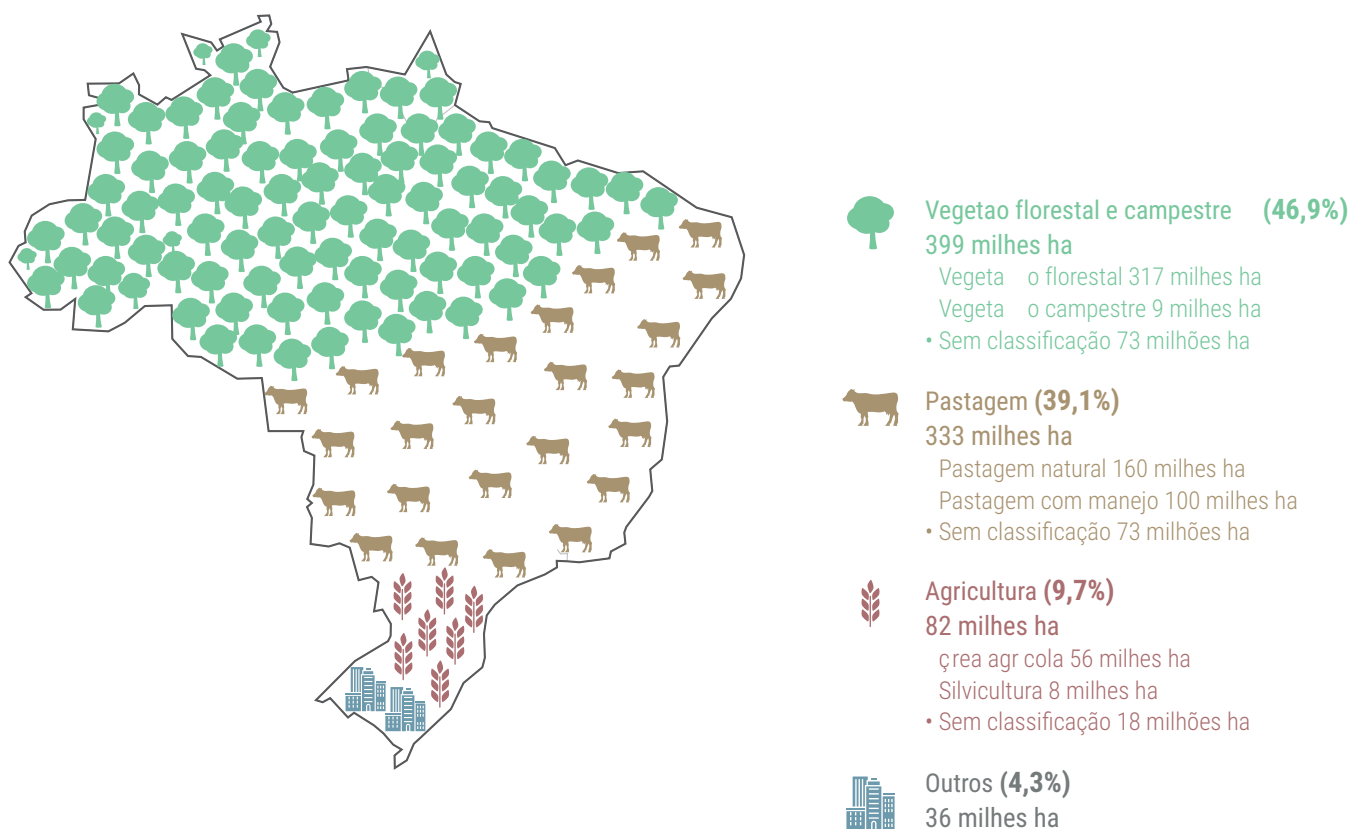 Vegetao florestal e campestre (46,9%)
399 milhes ha
Vegeta o florestal 317 milhes ha
Vegeta o campestre 9 milhes ha
• Sem classificação 73 milhões ha
Pastagem (39,1%)
333 milhes ha
Pastagem natural 160 milhes ha
Pastagem com manejo 100 milhes ha
• Sem classificação 73 milhões ha
Agricultura (9,7%)
82 milhes ha
çrea agr cola 56 milhes ha
Silvicultura 8 milhes ha
• Sem classificação 18 milhões ha
Outros (4,3%)
36 milhes ha